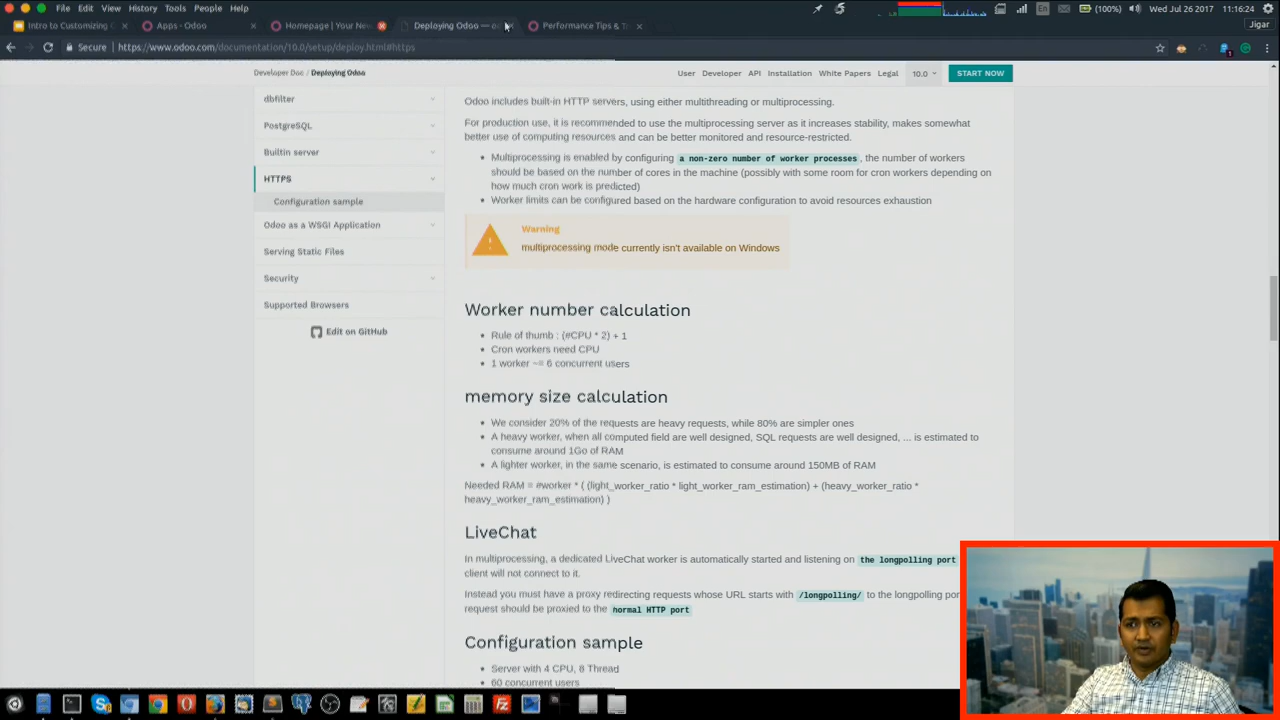 File Edit View History Tools People Help
En (100%) Wed Jul 26 2017 11:16:24
Intro to Customizing
Apps - Odoo
Homepage | Your New
Deploying Odoo —
Performance Tips & T
Jigar
Secure https://www.odoo.com/documentation/10.0/setup/deploy.html#https
Developer Doc / Deploying Odoo
User Developer API Installation White Papers Legal 10.0 START NOW
dbfilter
PostgreSQL
Builtin server
HTTPS
Configuration sample
Odoo as a WSGI Application
Serving Static Files
Security
Supported Browsers
Edit on GitHub
Odoo includes built-in HTTP servers, using either multithreading or multiprocessing.
For production use, it is recommended to use the multiprocessing server as it increases stability, makes somewhat
better use of computing resources and can be better monitored and resource-restricted.
• Multiprocessing is enabled by configuring a non-zero number of worker processes, the number of workers
should be based on the number of cores in the machine (possibly with some room for cron workers depending on
how much cron work is predicted)
• Worker limits can be configured based on the hardware configuration to avoid resources exhaustion
Warning
multiprocessing mode currently isn't available on Windows
Worker number calculation
• Rule of thumb : (#CPU * 2) + 1
• Cron workers need CPU
• 1 worker ~= 6 concurrent users
memory size calculation
• We consider 20% of the requests are heavy requests, while 80% are simpler ones
• A heavy worker, when all computed field are well designed, SQL requests are well designed, ... is estimated to
consume around 1Go of RAM
• A lighter worker, in the same scenario, is estimated to consume around 150MB of RAM
Needed RAM = #worker * ( (light_worker_ratio * light_worker_ram_estimation) + (heavy_worker_ratio *
heavy_worker_ram_estimation) )
LiveChat
In multiprocessing, a dedicated LiveChat worker is automatically started and listening on the longpolling port
client will not connect to it.
Instead you must have a proxy redirecting requests whose URL starts with /longpolling/ to the longpolling por
request should be proxied to the normal HTTP port
Configuration sample
• Server with 4 CPU, 8 Thread
• 60 concurrent users